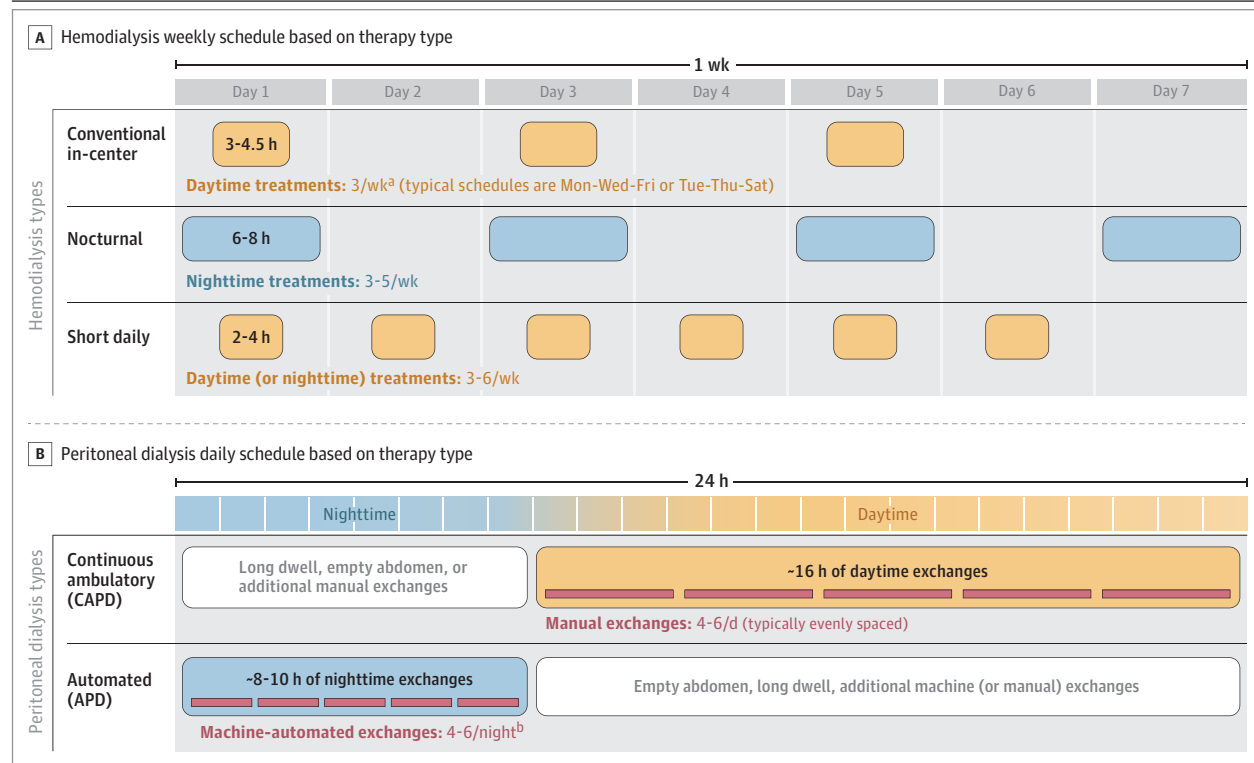 A Hemodialysis weekly schedule based on therapy type
1 wk
Day 1 Day 2 Day 3 Day 4 Day 5 Day 6 Day 7
Hemodialysis types
Conventional
in-center
3-4.5 h
Daytime treatments: 3/wkᵃ (typical schedules are Mon-Wed-Fri or Tue-Thu-Sat)
Nocturnal
6-8 h
Nighttime treatments: 3-5/wk
Short daily
2-4 h
Daytime (or nighttime) treatments: 3-6/wk
B Peritoneal dialysis daily schedule based on therapy type
24 h
Nighttime Daytime
Peritoneal dialysis types
Continuous
ambulatory
(CAPD)
Long dwell, empty abdomen, or
additional manual exchanges
~16 h of daytime exchanges
Manual exchanges: 4-6/d (typically evenly spaced)
Automated
(APD)
~8-10 h of nighttime exchanges
Empty abdomen, long dwell, additional machine (or manual) exchanges
Machine-automated exchanges: 4-6/nightᵇ